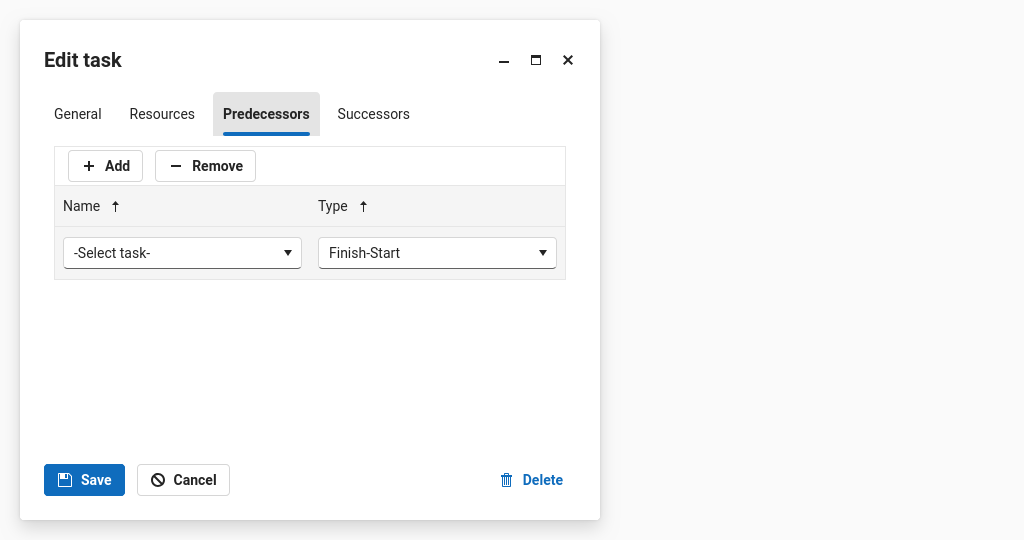 Edit task
General Resources Predecessors Successors
Add Remove
Name Type
-Select task- Finish-Start
Save Cancel Delete